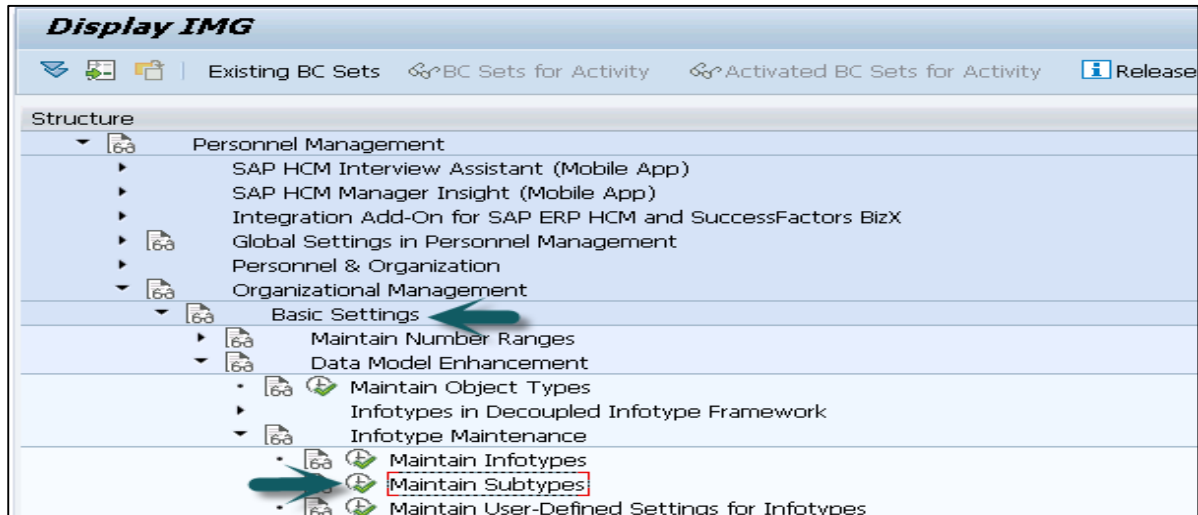 Display IMG
Existing BC Sets BC Sets for Activity Activated BC Sets for Activity Release
Structure
Personnel Management
SAP HCM Interview Assistant (Mobile App)
SAP HCM Manager Insight (Mobile App)
Integration Add-On for SAP ERP HCM and SuccessFactors BizX
Global Settings in Personnel Management
Personnel & Organization
Organizational Management
Basic Settings
Maintain Number Ranges
Data Model Enhancement
Maintain Object Types
Infotypes in Decoupled Infotype Framework
Infotype Maintenance
Maintain Infotypes
Maintain Subtypes
Maintain User-Defined Settings for Infotypes